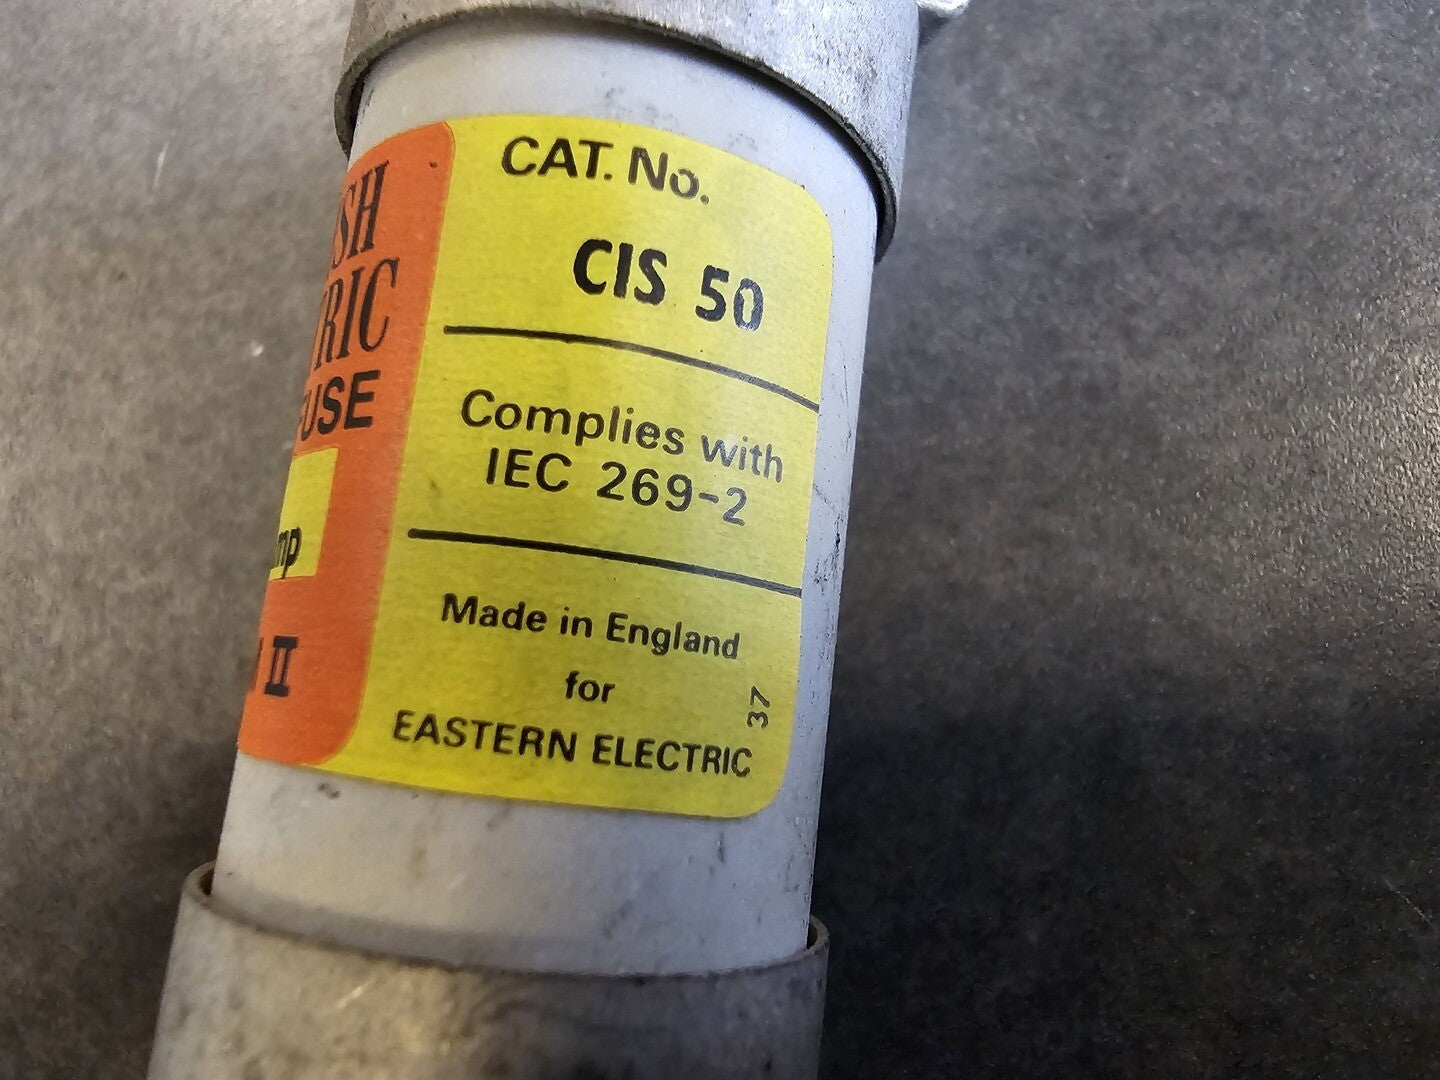 SH
RIC
USE
mp
II
CAT. No.
CIS 50
Complies with
IEC 269-2
Made in England
for
EASTERN ELECTRIC
37